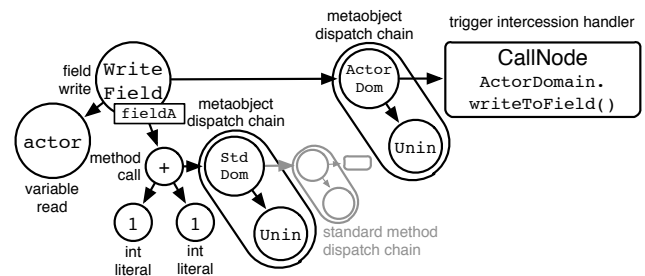 metaobject
dispatch chain
trigger intercession handler
field
write
Write
Field
fieldA
Actor
Dom
Unin
CallNode
ActorDomain.
writeToField()
metaobject
dispatch chain
actor
variable
read
method
call
+
Std
Dom
Unin
1
1
int
literal
int
literal
standard method
dispatch chain